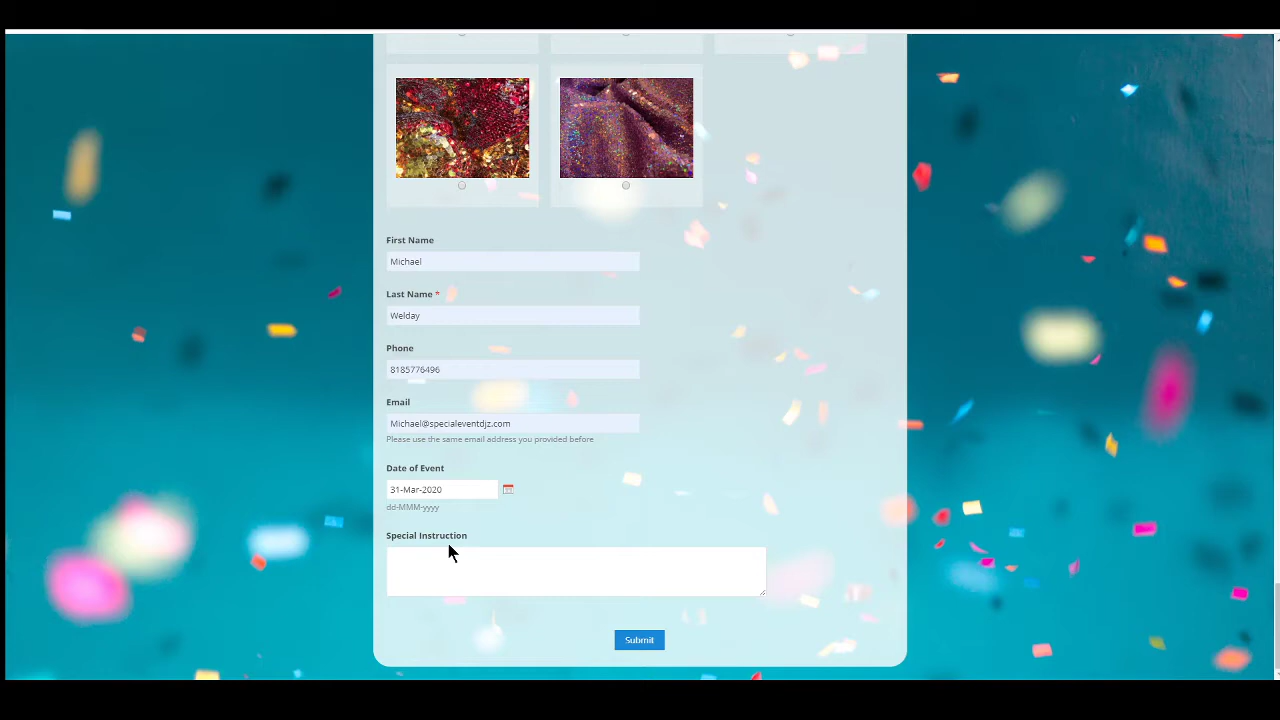 First Name
Michael
Last Name *
Welday
Phone
8185776496
Email
Michael@specialeventdjz.com
Please use the same email address you provided before
Date of Event
31-Mar-2020
dd-MMM-yyyy
Special Instruction
Submit